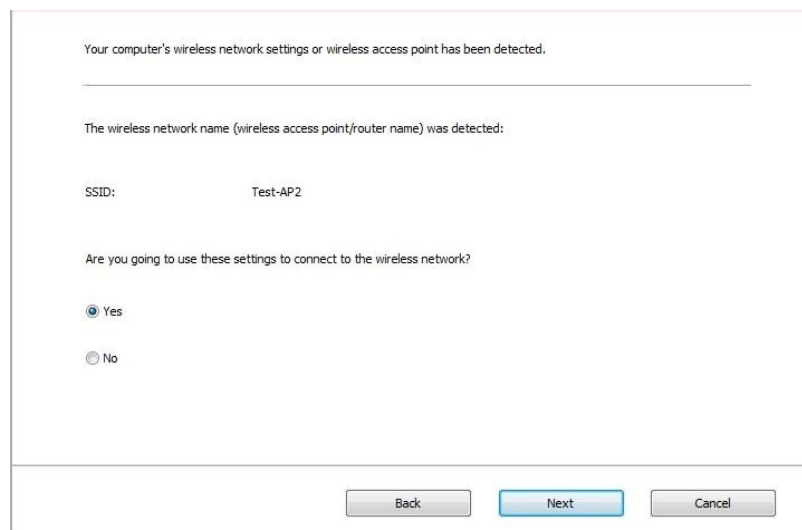 Your computer's wireless network settings or wireless access point has been detected.
The wireless network name (wireless access point/router name) was detected:
SSID: Test-AP2
Are you going to use these settings to connect to the wireless network?
Yes
No
Back Next Cancel